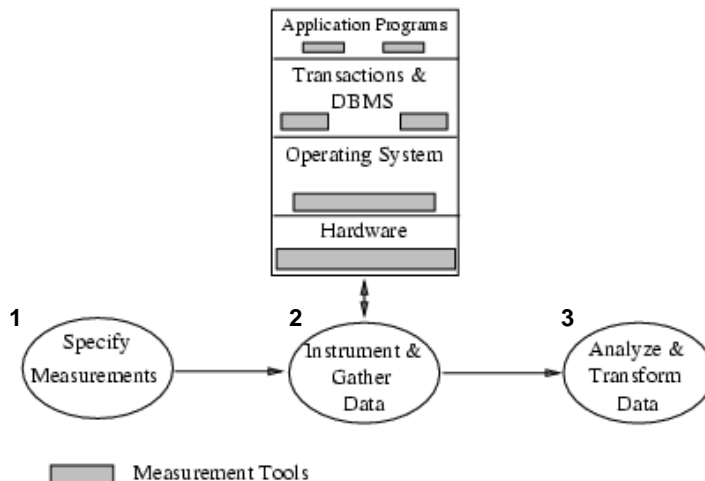 Application Programs
Transactions &
DBMS
Operating System
Hardware
1
Specify
Measurements
2
Instrument &
Gather
Data
3
Analyze &
Transform
Data
Measurement Tools